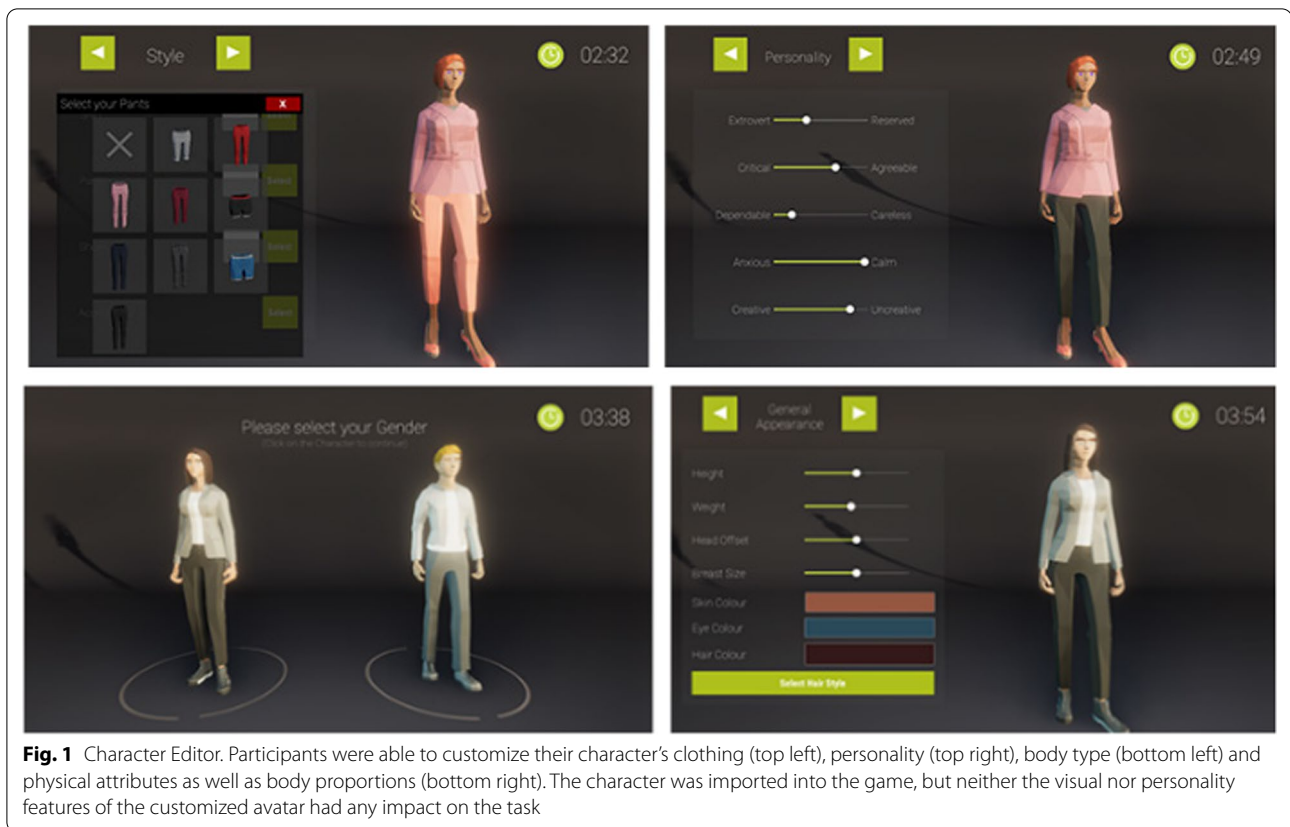 Style
02:32
Select your Pants
X
Select
Select
Select
Personality
02:49
Extrovert
Reserved
Critical
Agreeable
Dependable
Careless
Anxious
Calm
Creative
Uncreative
Please select your Gender
(Click on the Character to continue)
03:38
General
Appearance
03:54
Height
Weight
Head Offset
Breast Size
Skin Colour
Eye Colour
Hair Colour
Select Hair Style
Fig. 1 Character Editor. Participants were able to customize their character’s clothing (top left), personality (top right), body type (bottom left) and
physical attributes as well as body proportions (bottom right). The character was imported into the game, but neither the visual nor personality
features of the customized avatar had any impact on the task